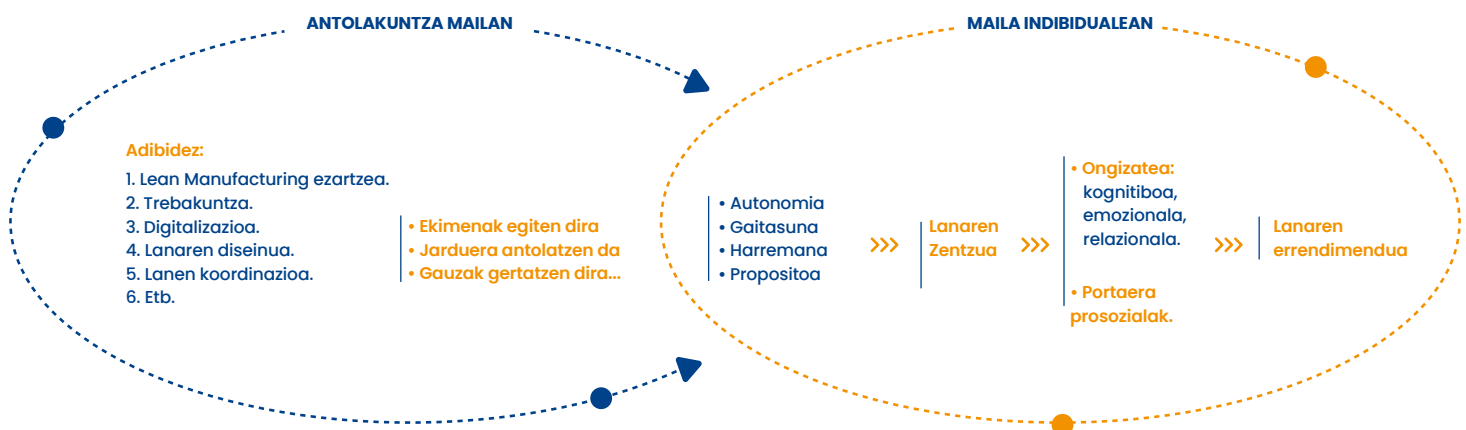 ANTOLAKUNTZA MAILAN
Adibidez:
1. Lean Manufacturing ezartzea.
2. Trebakuntza.
3. Digitalizazioa.
4. Lanaren diseinua.
5. Lanen koordinazioa.
6. Etb.
• Ekimenak egiten dira
• Jarduera antolatzen da
• Gauzak gertatzen dira...
MAILA INDIBIDUALEAN
• Autonomia
• Gaitasuna
• Harremana
• Propositoa
Lanaren
Zentzua
• Ongizatea:
kognitiboa,
emozionala,
relazionala.
• Portaera
prosozialak.
Lanaren
errendimendua